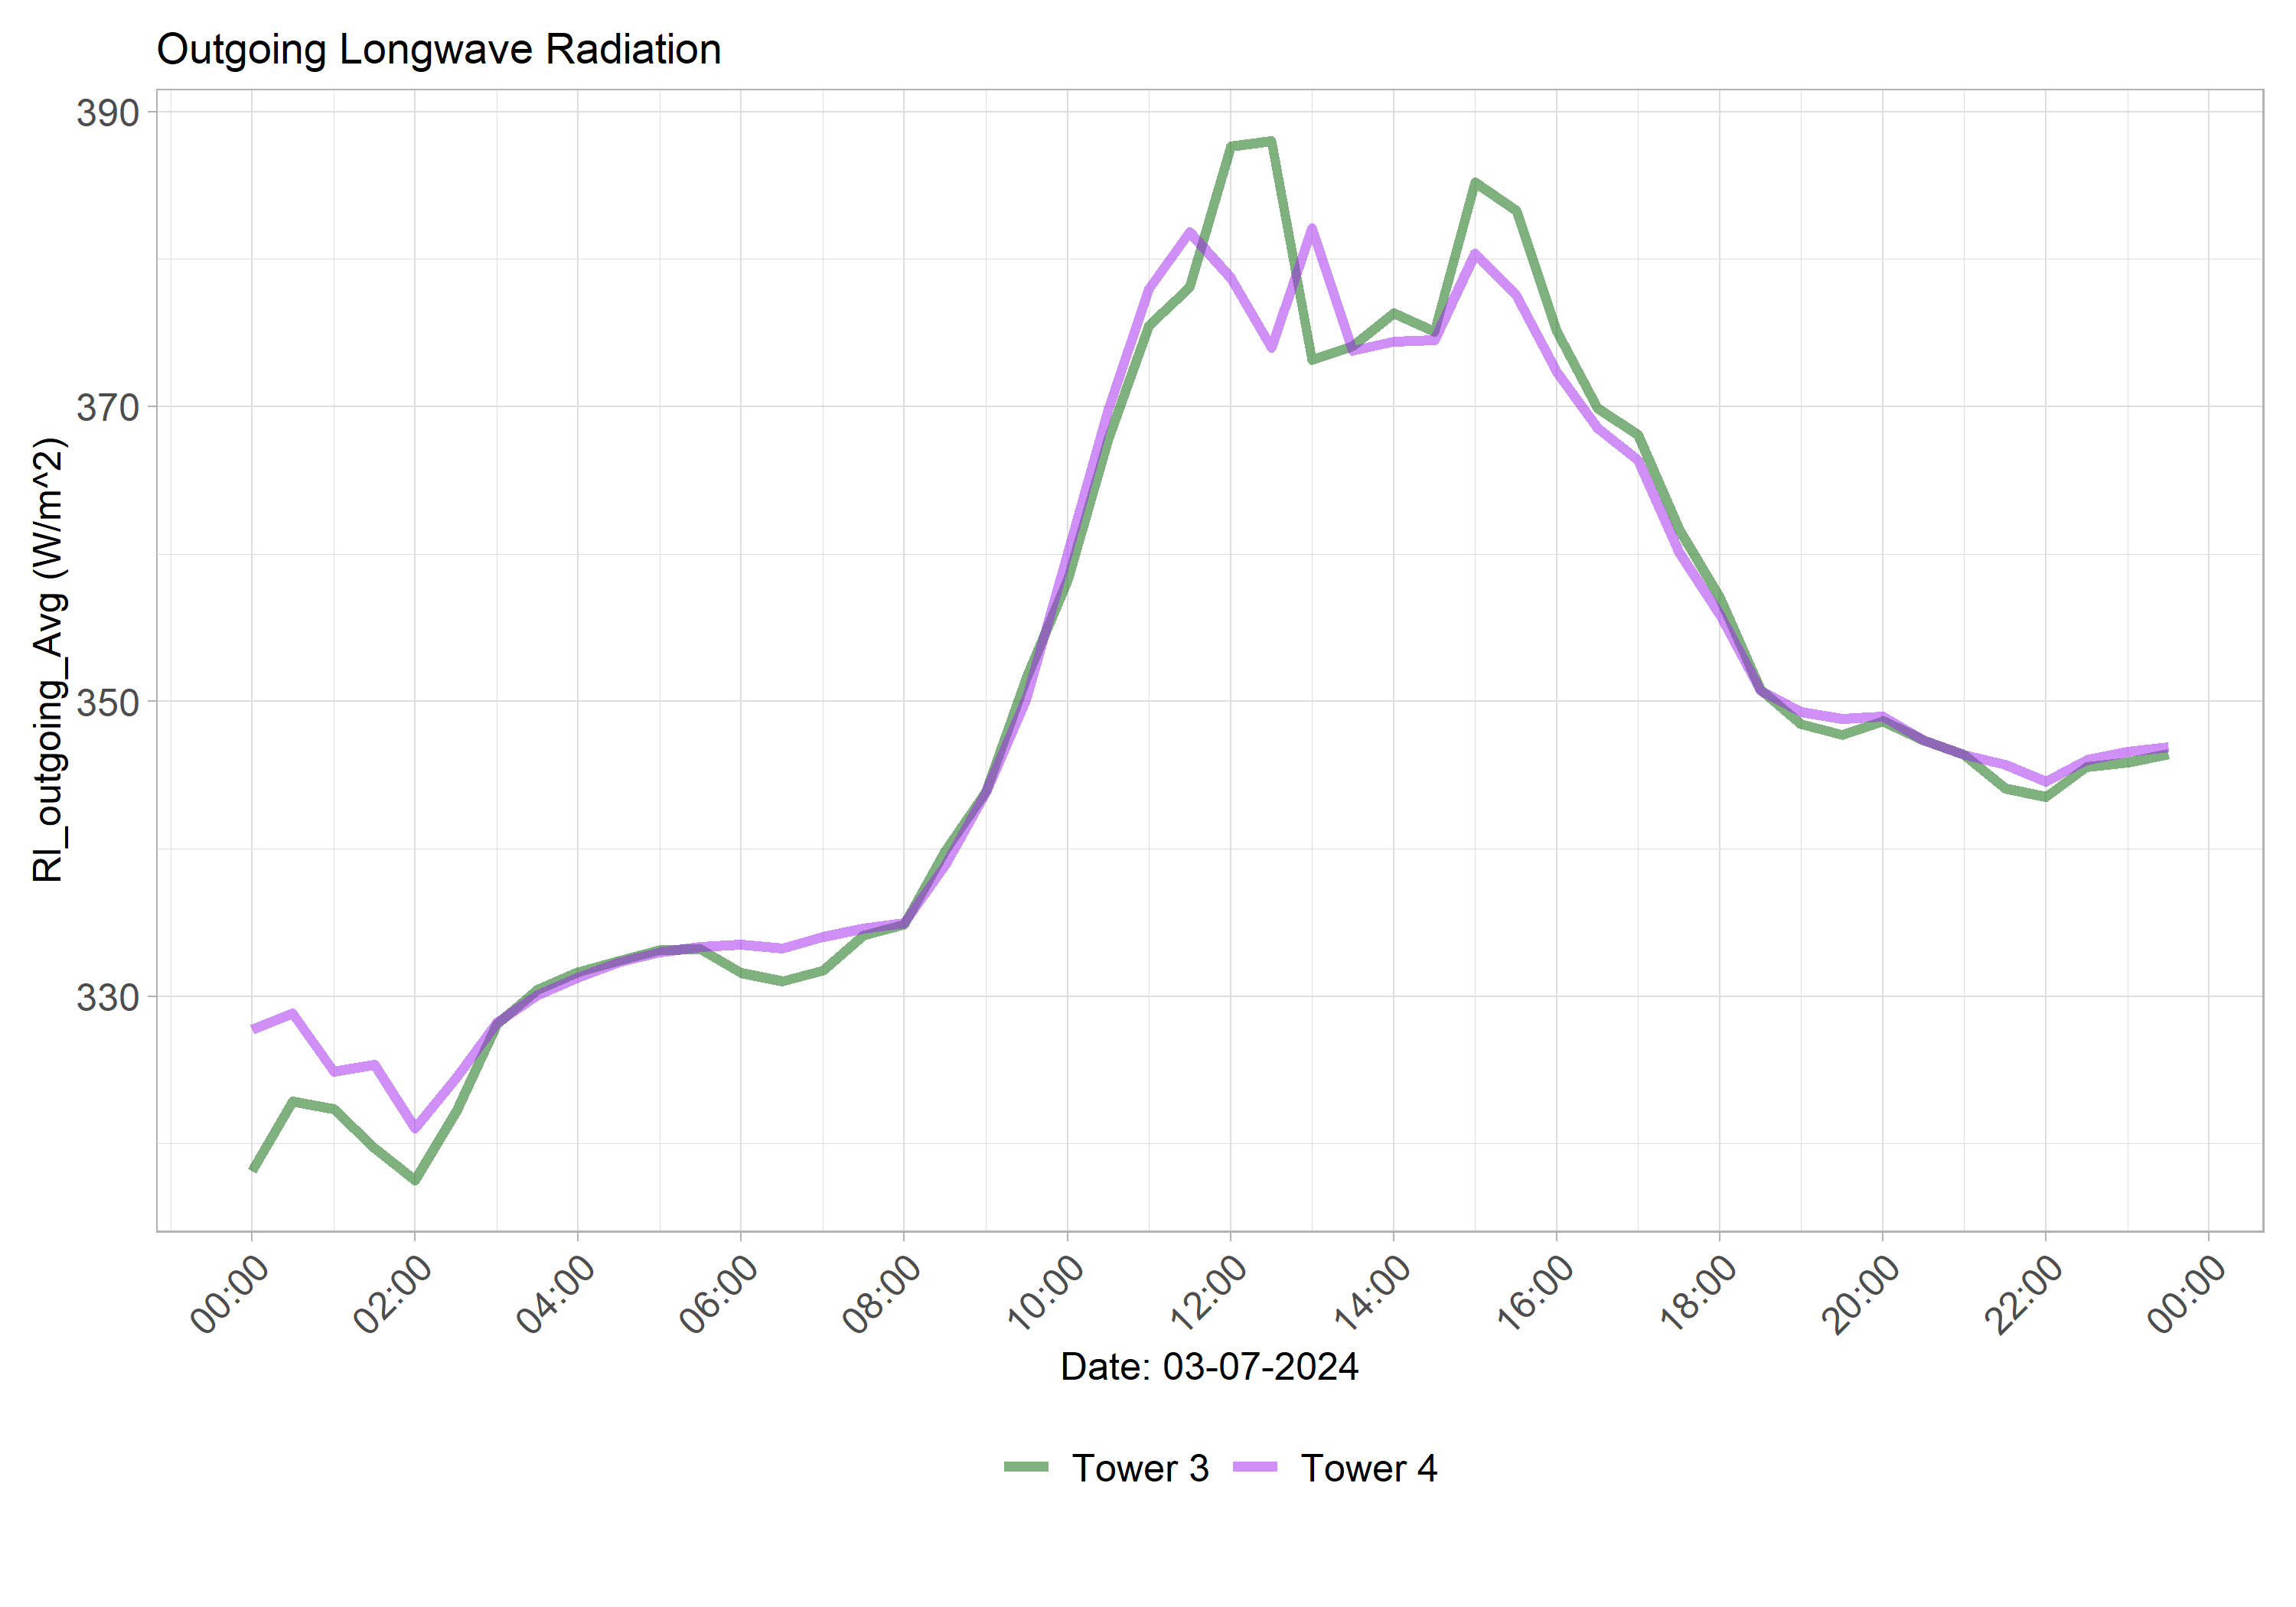 Outgoing Longwave Radiation
390
370
350
330
Rl_outgoing_Avg (W/m^2)
00:00 02:00 04:00 06:00 08:00 10:00 12:00 14:00 16:00 18:00 20:00 22:00 00:00
Date: 03-07-2024
Tower 3 Tower 4